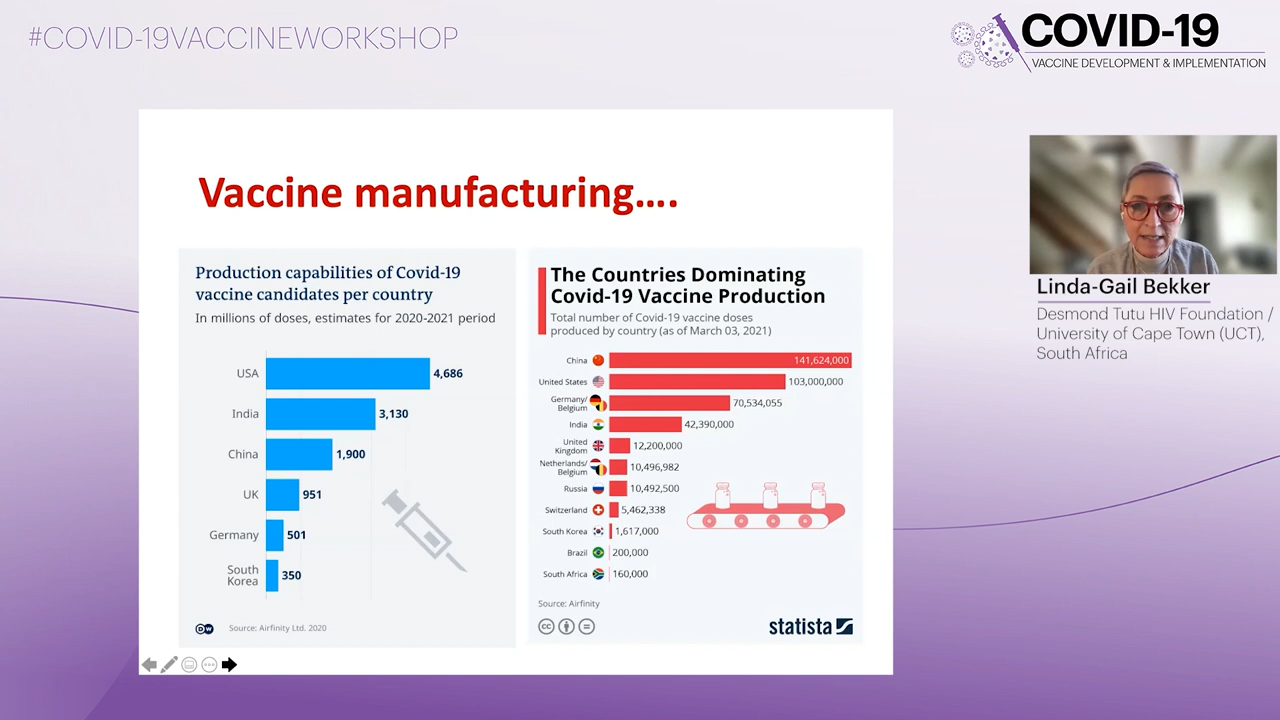 #COVID-19VACCINEWORKSHOP
COVID-19
VACCINE DEVELOPMENT & IMPLEMENTATION
Vaccine manufacturing....
Production capabilities of Covid-19
vaccine candidates per country
In millions of doses, estimates for 2020-2021 period
USA 4,686
India 3,130
China 1,900
UK 951
Germany 501
South
Korea 350
DW Source: Airfinity Ltd. 2020
The Countries Dominating
Covid-19 Vaccine Production
Total number of Covid-19 vaccine doses
produced by country (as of March 03, 2021)
China 141,624,000
United States 103,000,000
Germany/
Belgium 70,534,055
India 42,390,000
United
Kingdom 12,200,000
Netherlands/
Belgium 10,496,982
Russia 10,492,500
Switzerland 5,462,338
South Korea 1,617,000
Brazil 200,000
South Africa 160,000
Source: Airfinity
cc
statista
Linda-Gail Bekker
Desmond Tutu HIV Foundation /
University of Cape Town (UCT),
South Africa